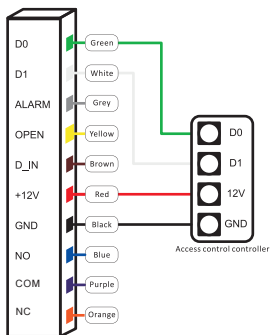 D0 Green
D1 White
ALARM Grey
OPEN Yellow
D_IN Brown
+12V Red
GND Black
NO Blue
COM Purple
NC Orange
D0
D1
12V
GND
Access control controller